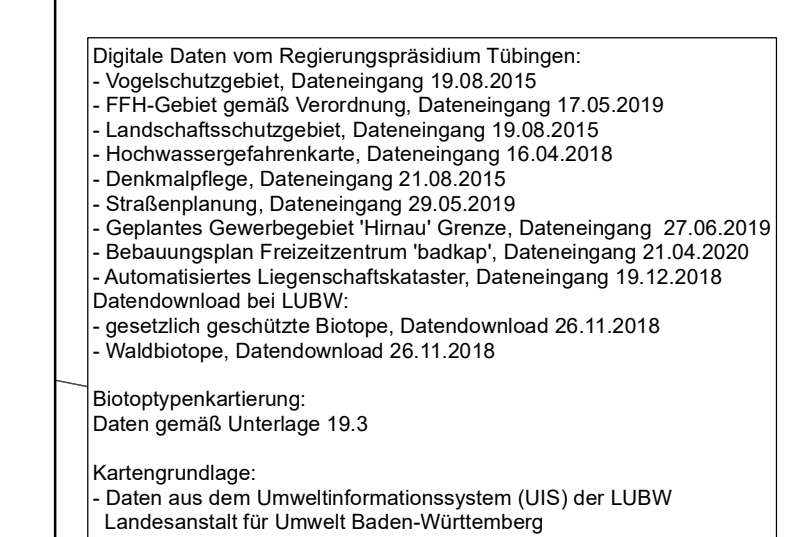 Digitale Daten vom Regierungspräsidium Tübingen:
- Vogelschutzgebiet, Dateneingang 19.08.2015
- FFH-Gebiet gemäß Verordnung, Dateneingang 17.05.2019
- Landschaftsschutzgebiet, Dateneingang 19.08.2015
- Hochwassergefahrenkarte, Dateneingang 16.04.2018
- Denkmalpflege, Dateneingang 21.08.2015
- Straßenplanung, Dateneingang 29.05.2019
- Geplantes Gewerbegebiet 'Hirnau' Grenze, Dateneingang  27.06.2019
- Bebauungsplan Freizeitzentrum 'badkap', Dateneingang 21.04.2020
- Automatisiertes Liegenschaftskataster, Dateneingang 19.12.2018
Datendownload bei LUBW:
- gesetzlich geschützte Biotope, Datendownload 26.11.2018
- Waldbiotope, Datendownload 26.11.2018

Biotoptypenkartierung:
Daten gemäß Unterlage 19.3

Kartengrundlage:
- Daten aus dem Umweltinformationssystem (UIS) der LUBW
Landesanstalt für Umwelt Baden-Württemberg